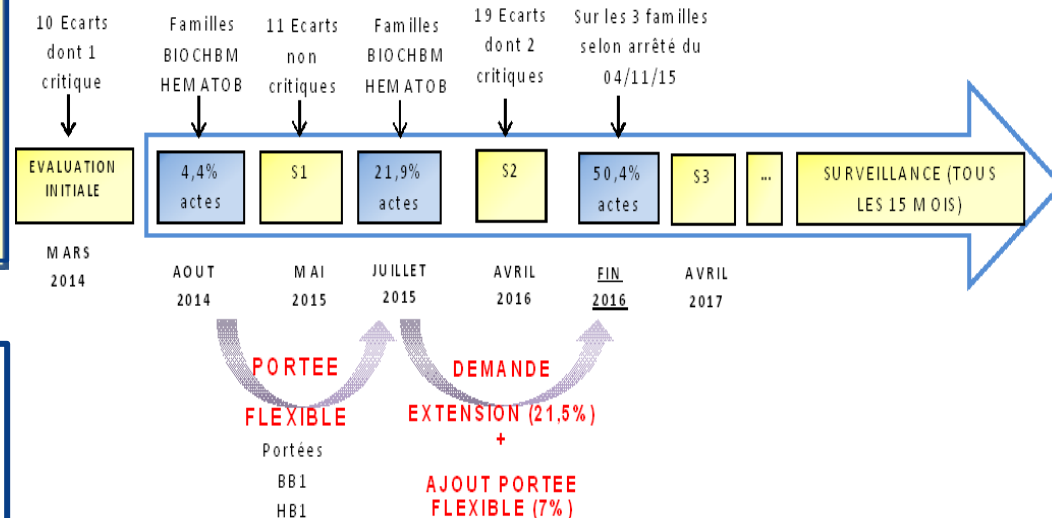 10 Ecarts
dont 1
critique
Familles
BIOCHBM
HEMATOB
11 Ecarts
non
critiques
Familles
BIOCHBM
HEMATOB
19 Ecarts
dont 2
critiques
Sur les 3 familles
selon arrêté du
04/11/15
EVALUATION
INITIALE
4,4%
actes
S1
21,9%
actes
S2
50,4%
actes
S3
...
SURVEILLANCE (TOUS
LES 15 MOIS)
MARS
2014
AOUT
2014
MAI
2015
JUILLET
2015
AVRIL
2016
FIN
2016
AVRIL
2017
PORTEE
FLEXIBLE
Portées
BB1
HB1
DEMANDE
EXTENSION (21,5%)
+
AJOUT PORTEE
FLEXIBLE (7%)